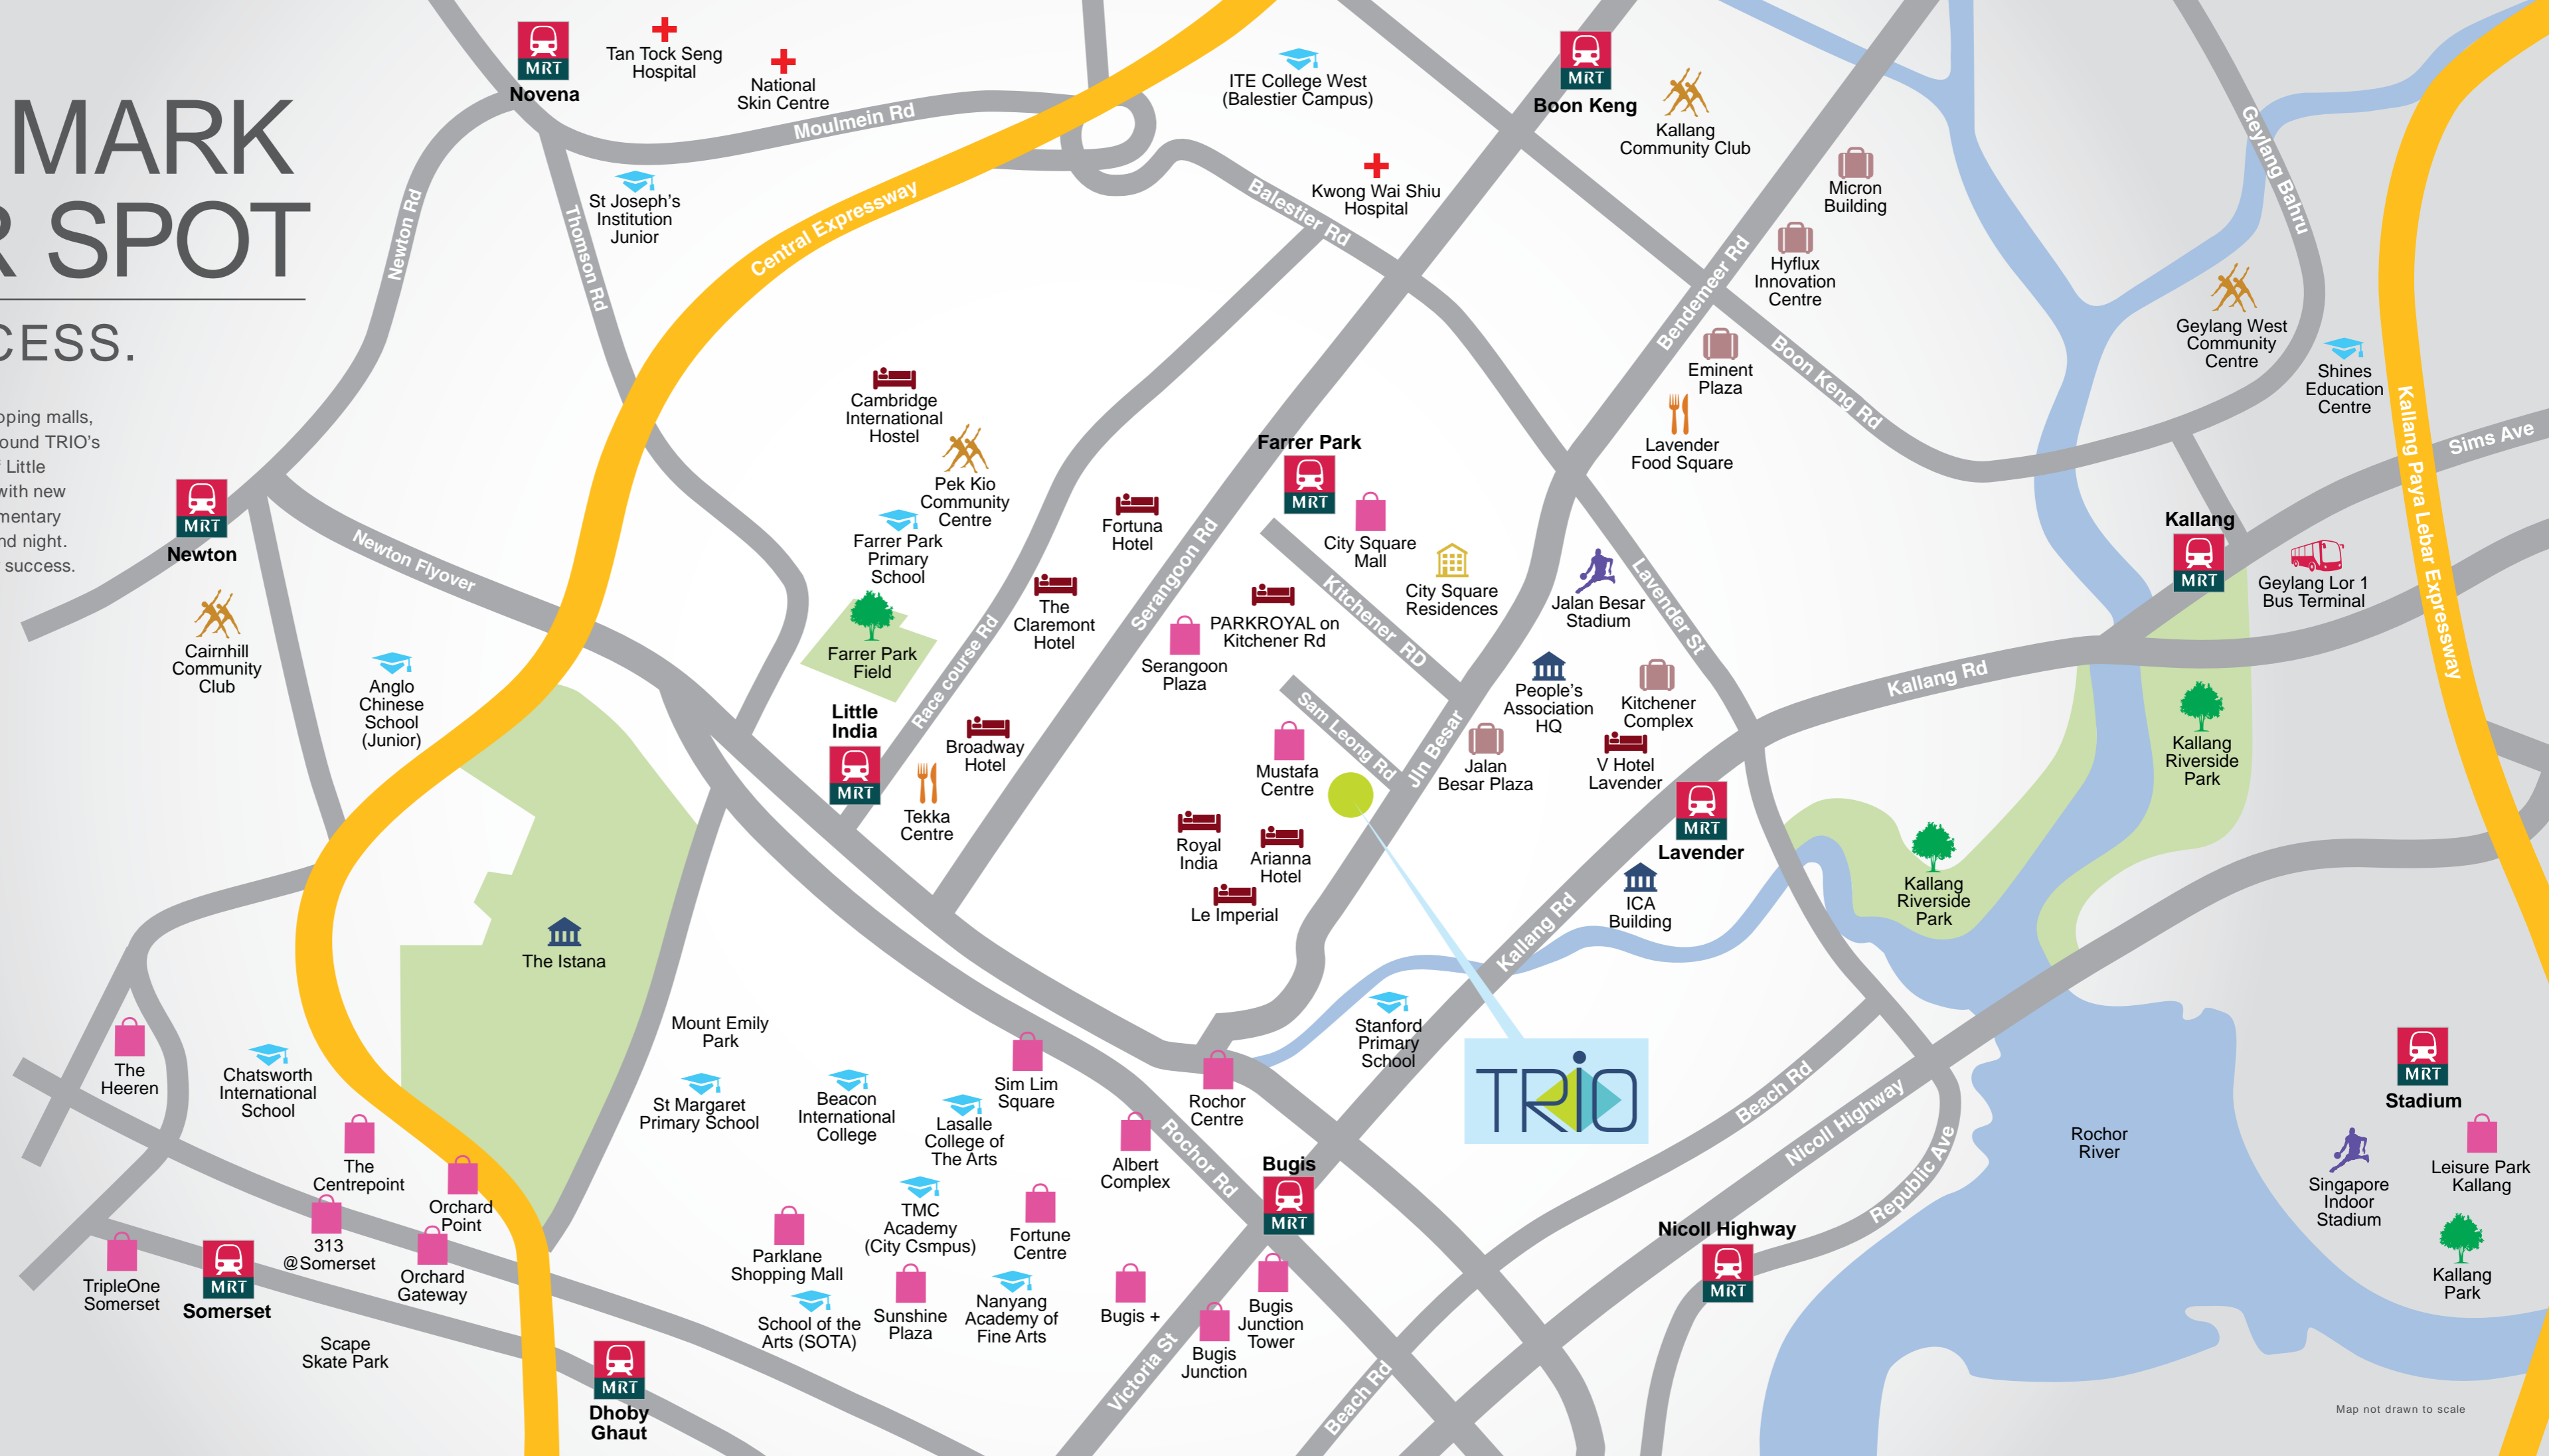 MARK
R SPOT
CESS.
oping malls,
ound TRIO's
f Little
with new
mentary
nd night.
success.
MRT
Novena
Tan Tock Seng
Hospital
National
Skin Centre
Moulmein Rd
ITE College West
(Balestier Campus)
MRT
Boon Keng
Kallang
Community Club
Geylang Bahru
Newton Rd
Thomson Rd
St Joseph's
Institution
Junior
Central Expressway
Balestier Rd
Kwong Wai Shiu
Hospital
Micron
Building
Hyflux
Innovation
Centre
Bendemeer Rd
Eminent
Plaza
Boon Keng Rd
Lavender
Food Square
Geylang West
Community
Centre
Shines
Education
Centre
Kallang Paya Lebar Expressway
Sims Ave
Cambridge
International
Hostel
Pek Kio
Community
Centre
Farrer Park
Primary
School
Farrer Park
Field
Fortuna
Hotel
The
Claremont
Hotel
Race course Rd
Serangoon Rd
Farrer Park
MRT
City Square
Mall
City Square
Residences
Kitchener RD
PARKROYAL on
Kitchener Rd
Serangoon
Plaza
Jalan Besar
Stadium
Lavender St
Kallang
MRT
Geylang Lor 1
Bus Terminal
MRT
Newton
Newton Flyover
Cairnhill
Community
Club
Anglo
Chinese
School
(Junior)
Little
India
MRT
Broadway
Hotel
Tekka
Centre
Sam Leong Rd
Mustafa
Centre
Jln Besar
Jalan
Besar Plaza
People's
Association
HQ
Kitchener
Complex
V Hotel
Lavender
MRT
Lavender
Kallang Rd
Kallang
Riverside
Park
Kallang
Riverside
Park
Royal
India
Arianna
Hotel
Le Imperial
ICA
Building
Kallang Rd
The Istana
Stanford
Primary
School
TRIO
Mount Emily
Park
The
Heeren
Chatsworth
International
School
The
Centrepoint
Orchard
Point
313
@Somerset
Orchard
Gateway
TripleOne
Somerset
MRT
Somerset
Scape
Skate Park
MRT
Dhoby
Ghaut
St Margaret
Primary School
Beacon
International
College
Lasalle
College of
The Arts
Sim Lim
Square
Rochor
Centre
Albert
Complex
Rochor Rd
TMC
Academy
(City Csmpus)
Fortune
Centre
Parklane
Shopping Mall
School of the
Arts (SOTA)
Sunshine
Plaza
Nanyang
Academy of
Fine Arts
Bugis +
Bugis
MRT
Bugis
Junction
Tower
Bugis
Junction
Victoria St
Beach Rd
Beach Rd
Nicoll Highway
Republic Ave
Nicoll Highway
MRT
Rochor
River
MRT
Stadium
Leisure Park
Kallang
Singapore
Indoor
Stadium
Kallang
Park
Map not drawn to scale